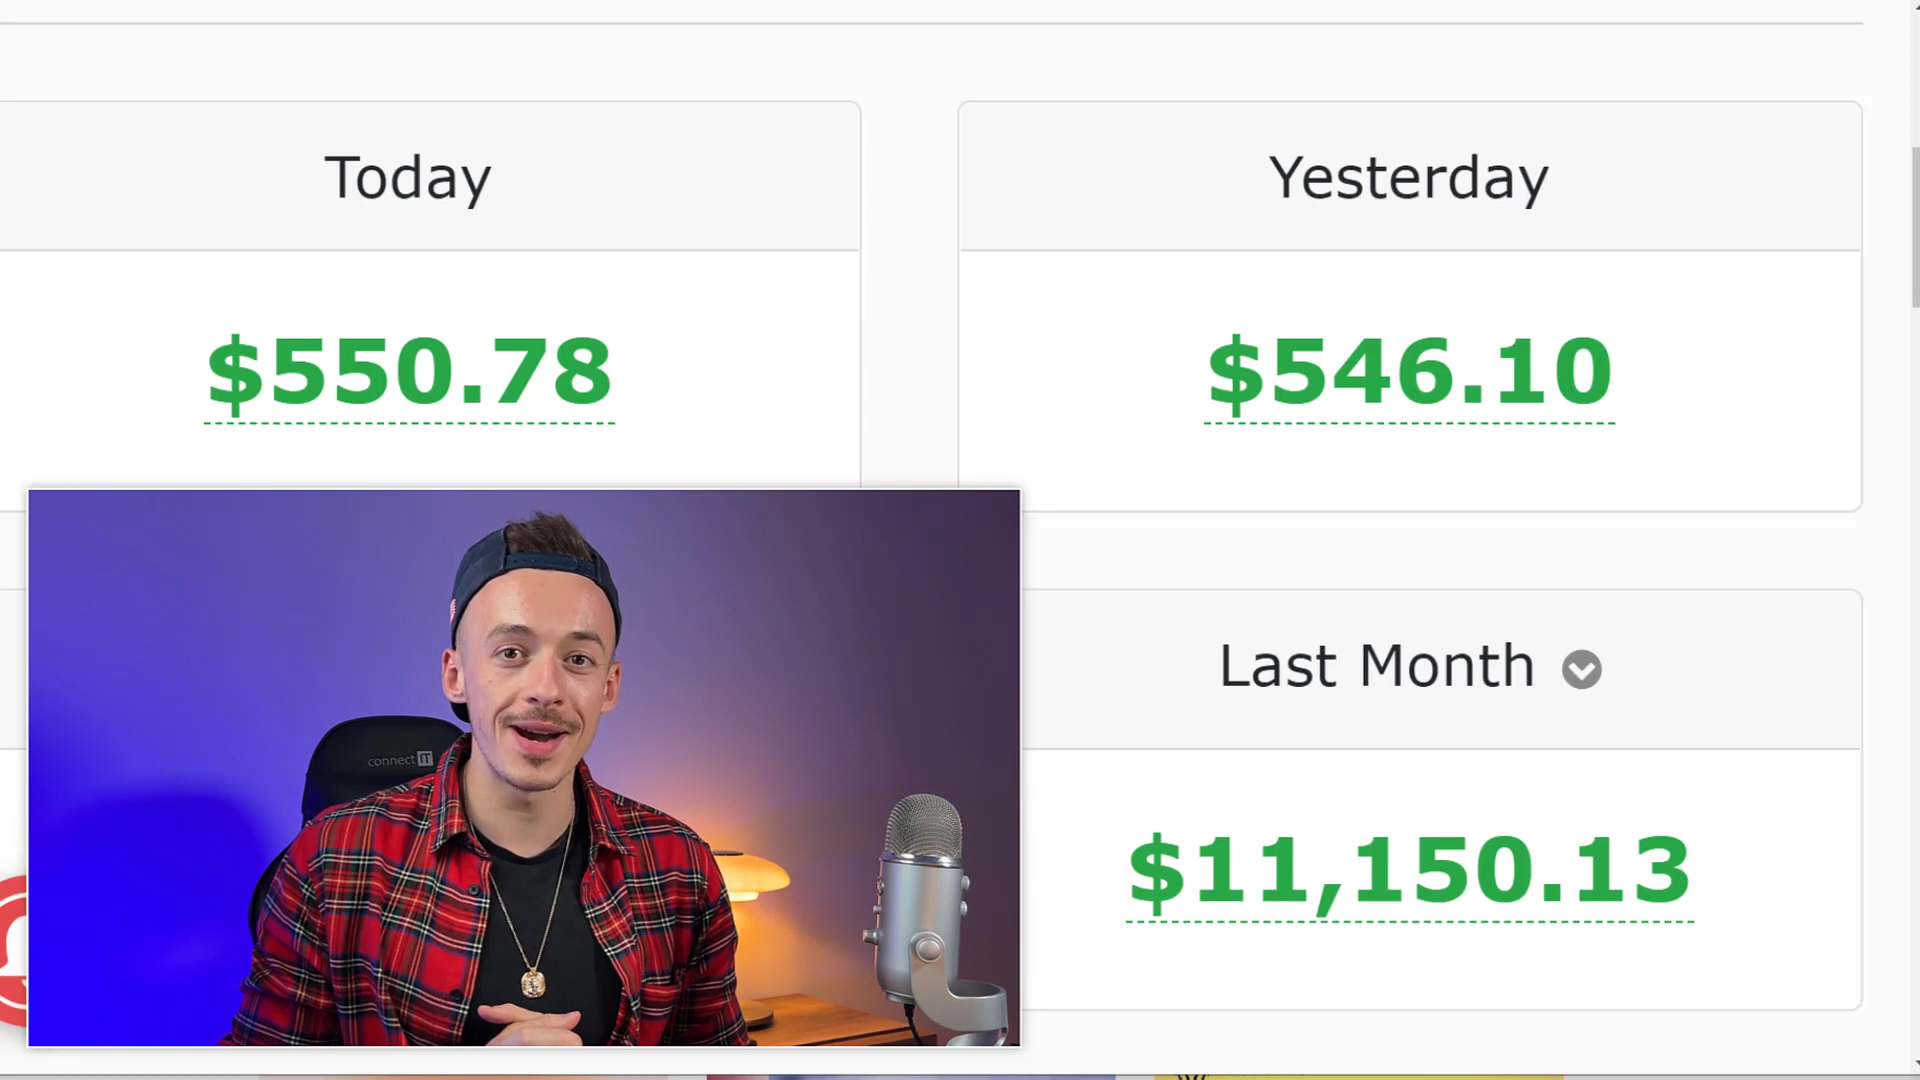 Today
Yesterday
$550.78
$546.10
connect IT
Last Month
$11,150.13